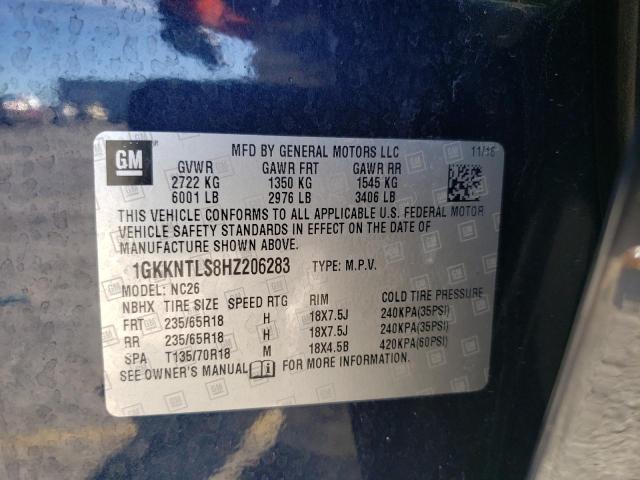 GM
MFD BY GENERAL MOTORS LLC 11/16
GVWR GAWR FRT GAWR RR
2722 KG 1350 KG 1545 KG
6001 LB 2976 LB 3406 LB
THIS VEHICLE CONFORMS TO ALL APPLICABLE U.S. FEDERAL MOTOR
VEHICLE SAFETY STANDARDS IN EFFECT ON THE DATE OF
MANUFACTURE SHOWN ABOVE.
1GKKNTLS8HZ206283 TYPE: M.P.V.
MODEL: NC26
NBHX TIRE SIZE SPEED RTG RIM COLD TIRE PRESSURE
FRT 235/65R18 H 18X7.5J 240KPA(35PSI)
RR 235/65R18 H 18X7.5J 240KPA(35PSI)
SPA T135/70R18 M 18X4.5B 420KPA(60PSI)
SEE OWNER'S MANUAL FOR MORE INFORMATION.